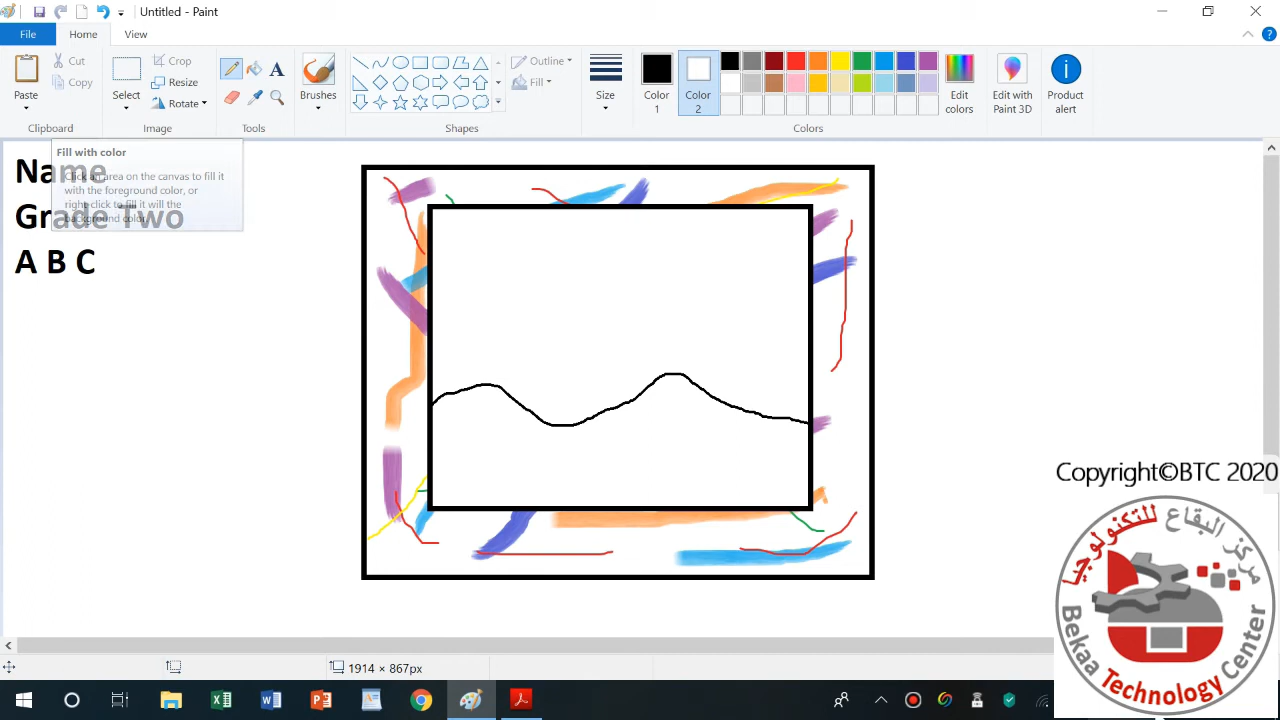 Untitled - Paint
File
Home
View
Paste
Cut
Copy
Clipboard
Select
Crop
Resize
Rotate
Image
A
Tools
Brushes
Outline
Fill
Shapes
Size
Color
1
Color
2
Edit
colors
Colors
Edit with
Paint 3D
Product
alert
Fill with color
Click an area on the canvas to fill it
with the foreground color, or
right click to fill it will the
background color.
Name
Grade Two
A B C
1914 × 867px
Copyright©BTC 2020
مركز البقاع للتكنولوجيا
Bekaa Technology Center